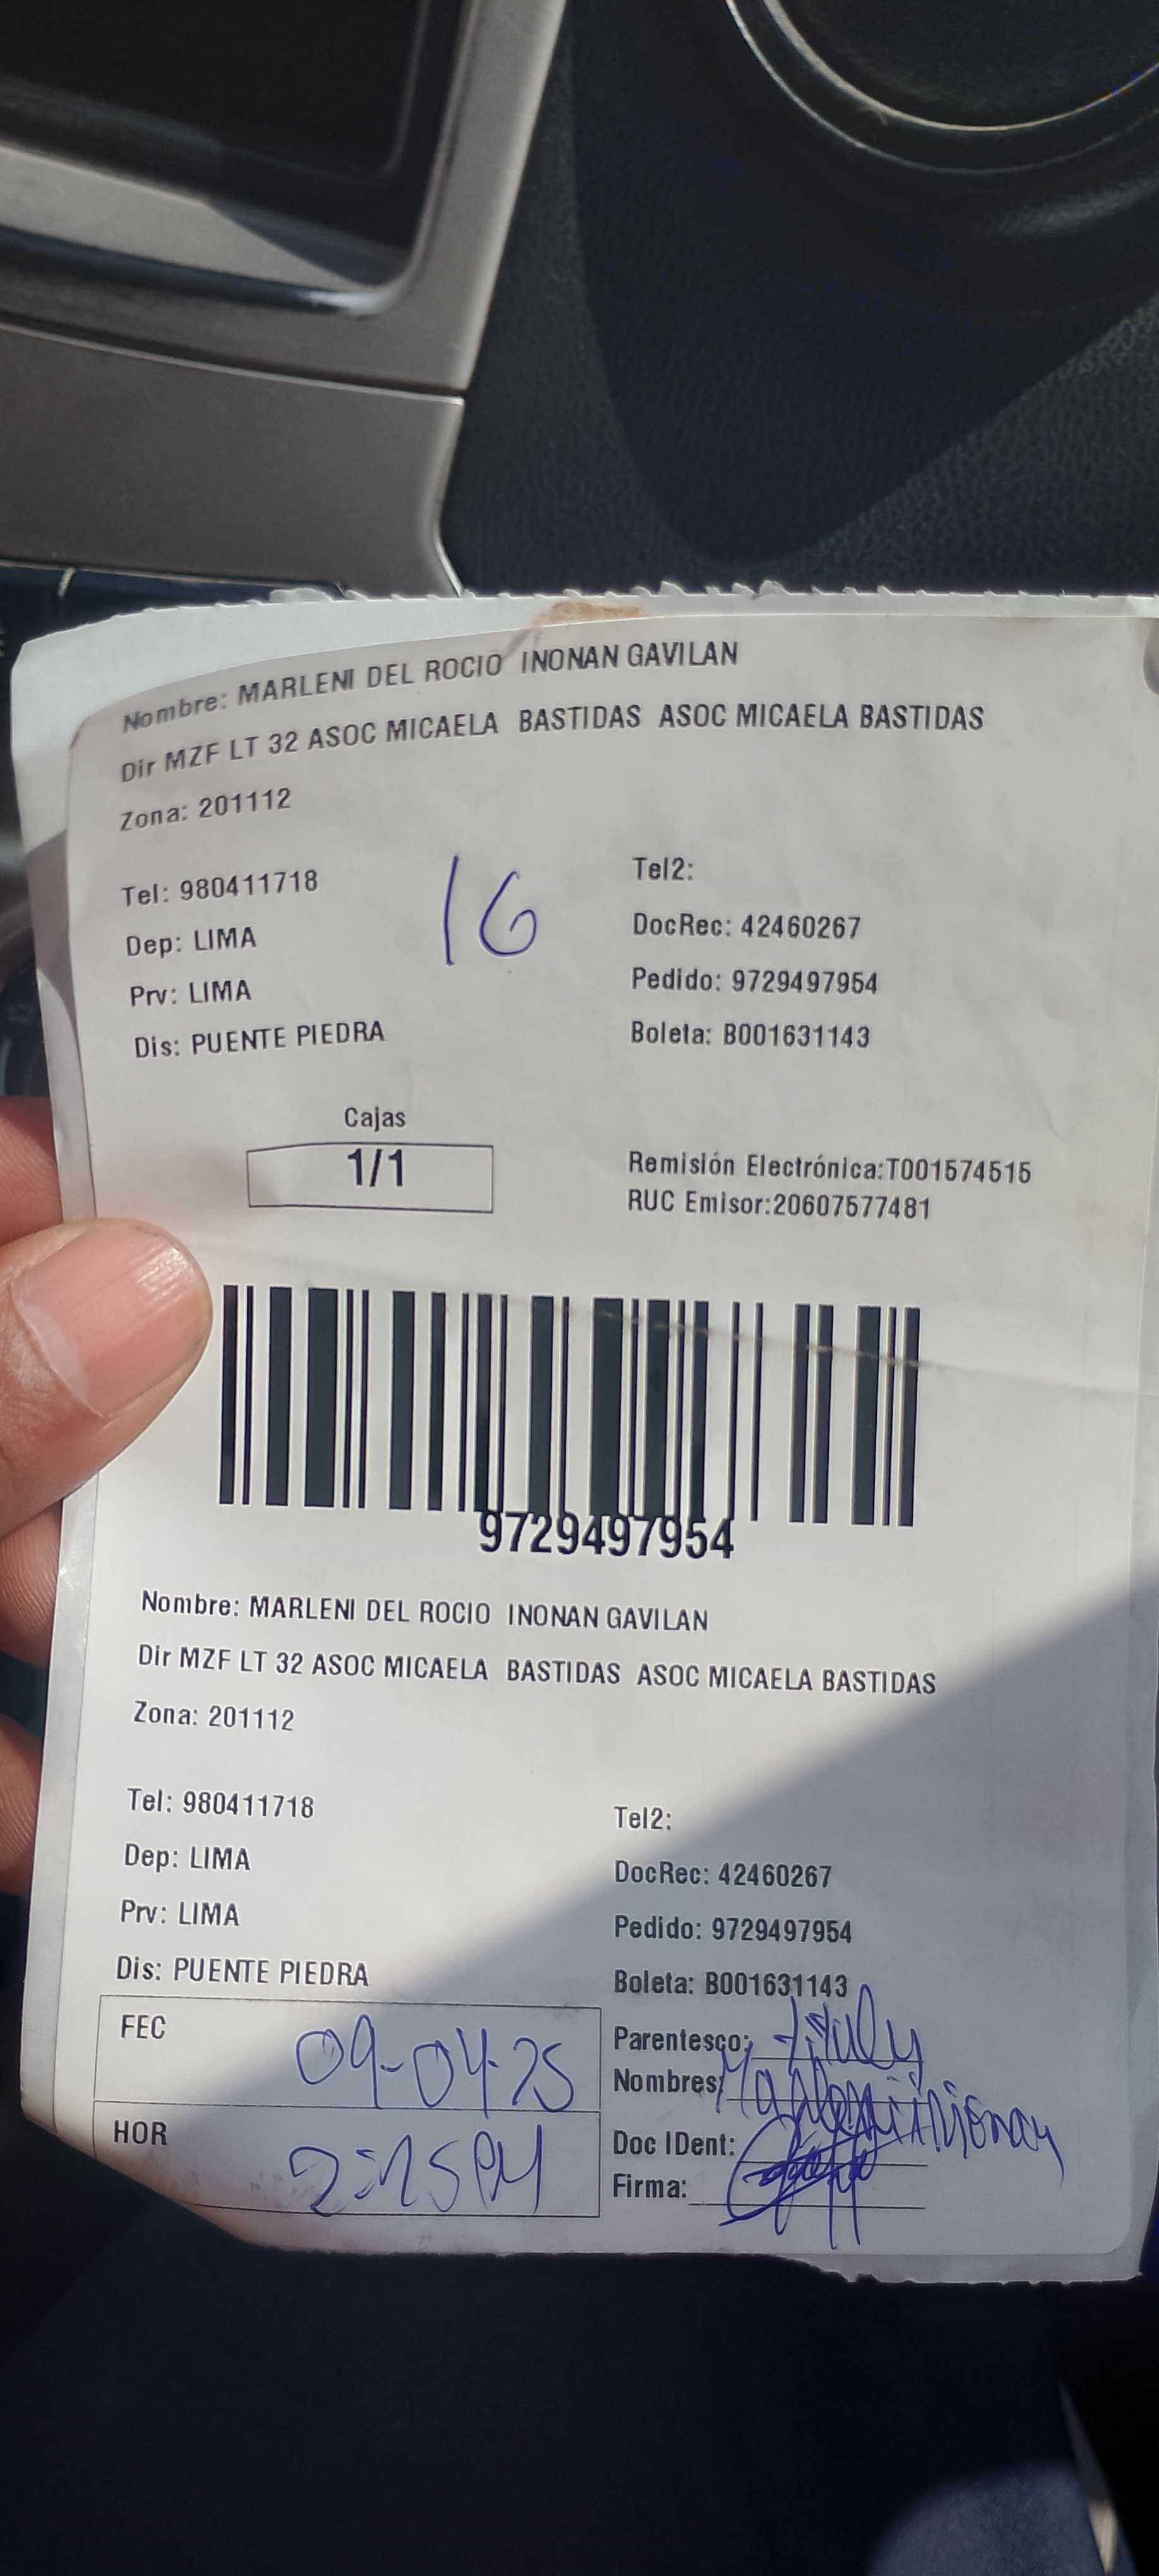 Nombre: MARLENI DEL ROCIO INONAN GAVILAN
Dir MZF LT 32 ASOC MICAELA BASTIDAS ASOC MICAELA BASTIDAS
Zona: 201112
Tel: 980411718
Dep: LIMA
Prv: LIMA
Dis: PUENTE PIEDRA
16
Tel2:
DocRec: 42460267
Pedido: 9729497954
Boleta: B001631143
Cajas
1/1
Remisión Electrónica:T001574515
RUC Emisor:20607577481
9729497954
Nombre: MARLENI DEL ROCIO INONAN GAVILAN
Dir MZF LT 32 ASOC MICAELA BASTIDAS ASOC MICAELA BASTIDAS
Zona: 201112
Tel: 980411718
Dep: LIMA
Prv: LIMA
Dis: PUENTE PIEDRA
Tel2:
DocRec: 42460267
Pedido: 9729497954
Boleta: B001631143
FEC 09-04-25
HOR PM
Parentesco:
Nombres:
Doc IDent:
Firma: